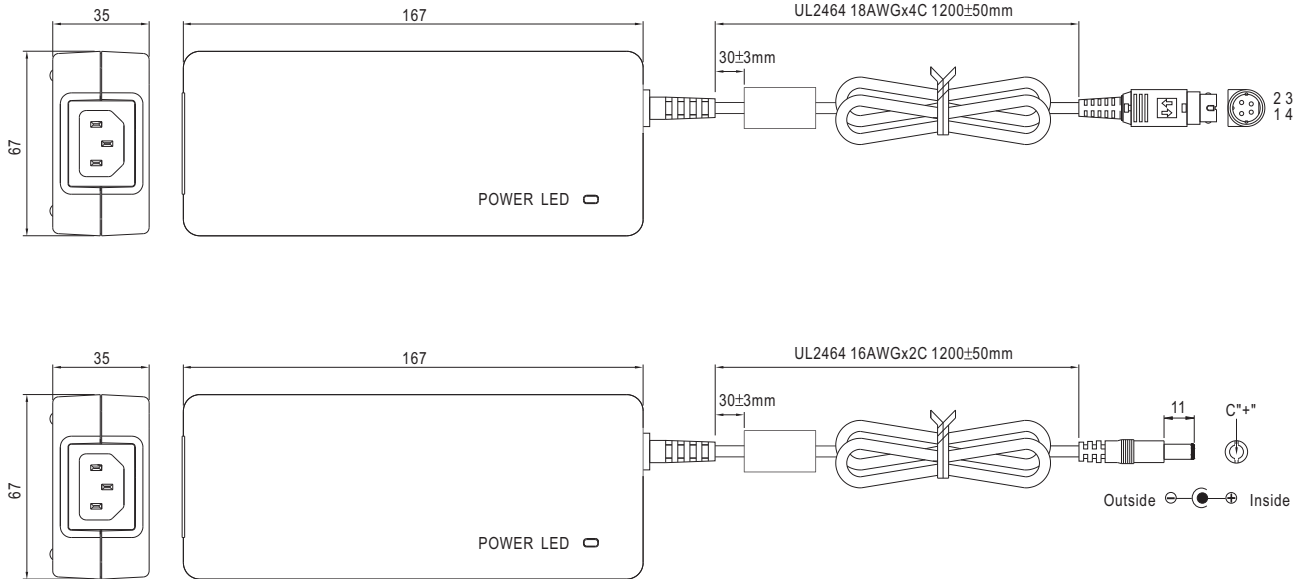 35
167
UL2464 18AWGx4C 1200±50mm
30±3mm
67
2 3
1 4
POWER LED
35
167
UL2464 16AWGx2C 1200±50mm
30±3mm
11
C"+"
67
Outside
Inside
POWER LED